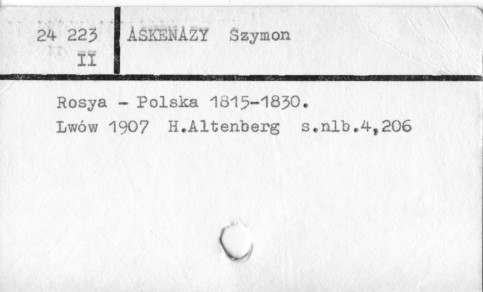 24 223 ASKENAZY Szymon
II
Rosya - Polska 1815-1830.
Lwów 1907 H.Altenberg s.nlb.4,206